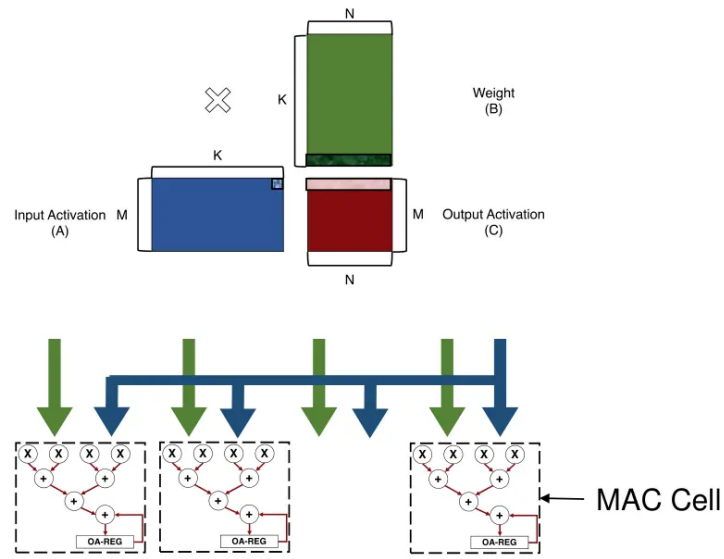 N
K
Weight
(B)
K
Input Activation
(A)
M
M
Output Activation
(C)
N
X X X X
X X X X
X X X X
+ +
+ +
+ +
+
+
+
+
+
+
OA-REG
OA-REG
OA-REG
MAC Cell